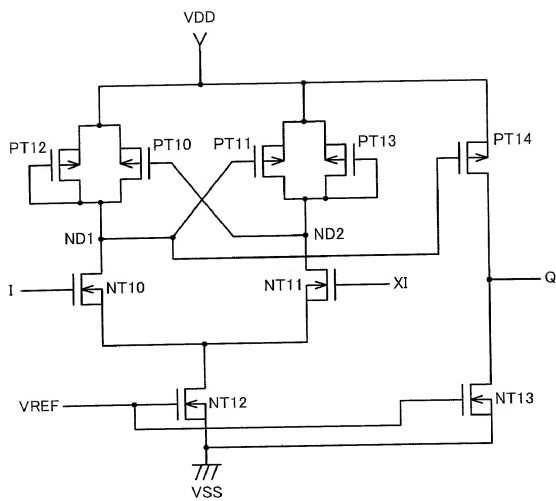 VDD
PT12
PT10
PT11
PT13
PT14
ND1
ND2
I
NT10
NT11
XI
Q
VREF
NT12
NT13
VSS